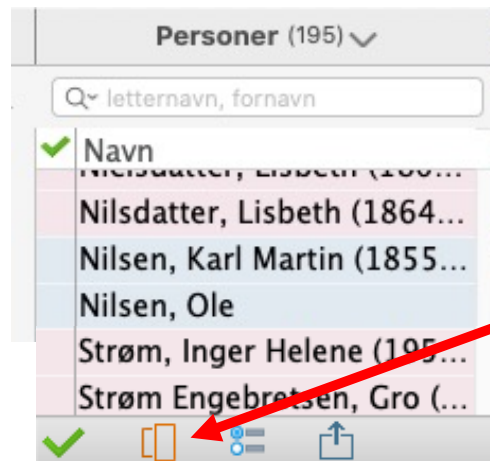 Personer (195)
letternavn, fornavn
Navn
Nilsdatter, Lisbeth (1864...
Nilsen, Karl Martin (1855...
Nilsen, Ole
Strøm, Inger Helene (195...
Strøm Engebretsen, Gro (...